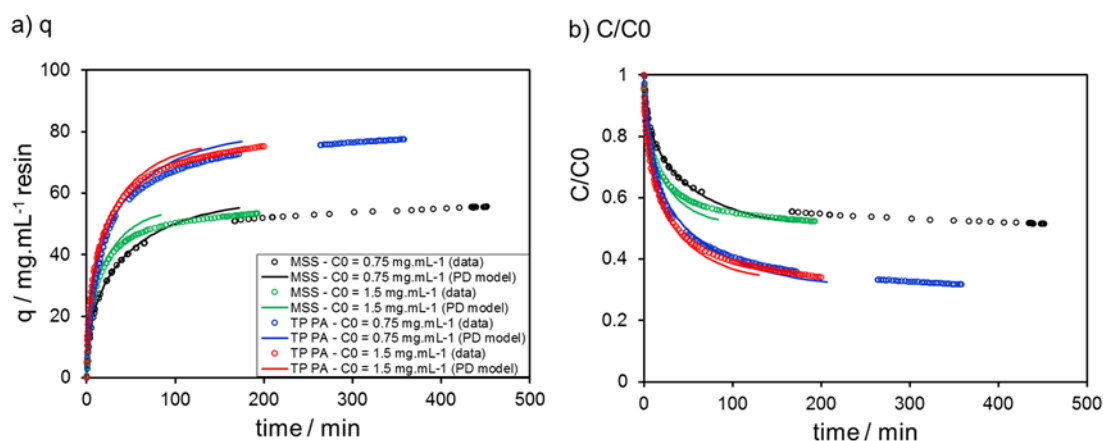 a) q
q / mg.mL-1 resin
100
80
60
40
20
0
0 100 200 300 400 500
time / min
MSS - C0 = 0.75 mg.mL-1 (data)
MSS - C0 = 0.75 mg.mL-1 (PD model)
MSS - C0 = 1.5 mg.mL-1 (data)
MSS - C0 = 1.5 mg.mL-1 (PD model)
TP PA - C0 = 0.75 mg.mL-1 (data)
TP PA - C0 = 0.75 mg.mL-1 (PD model)
TP PA - C0 = 1.5 mg.mL-1 (data)
TP PA - C0 = 1.5 mg.mL-1 (PD model)
b) C/C0
C/C0
1
0.8
0.6
0.4
0.2
0
0 100 200 300 400 500
time / min